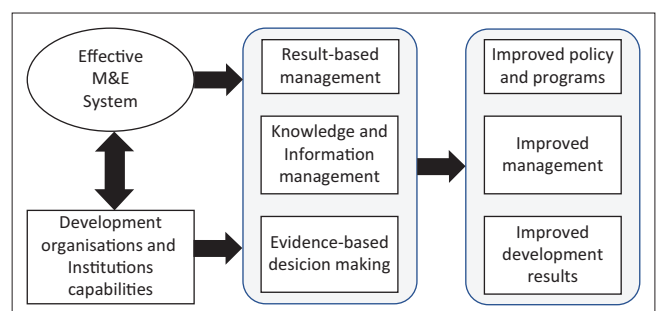 Effective
M&E
System
Development
organisations and
Institutions
capabilities
Result-based
management
Knowledge and
Information
management
Evidence-based
desicion making
Improved policy
and programs
Improved
management
Improved
development
results